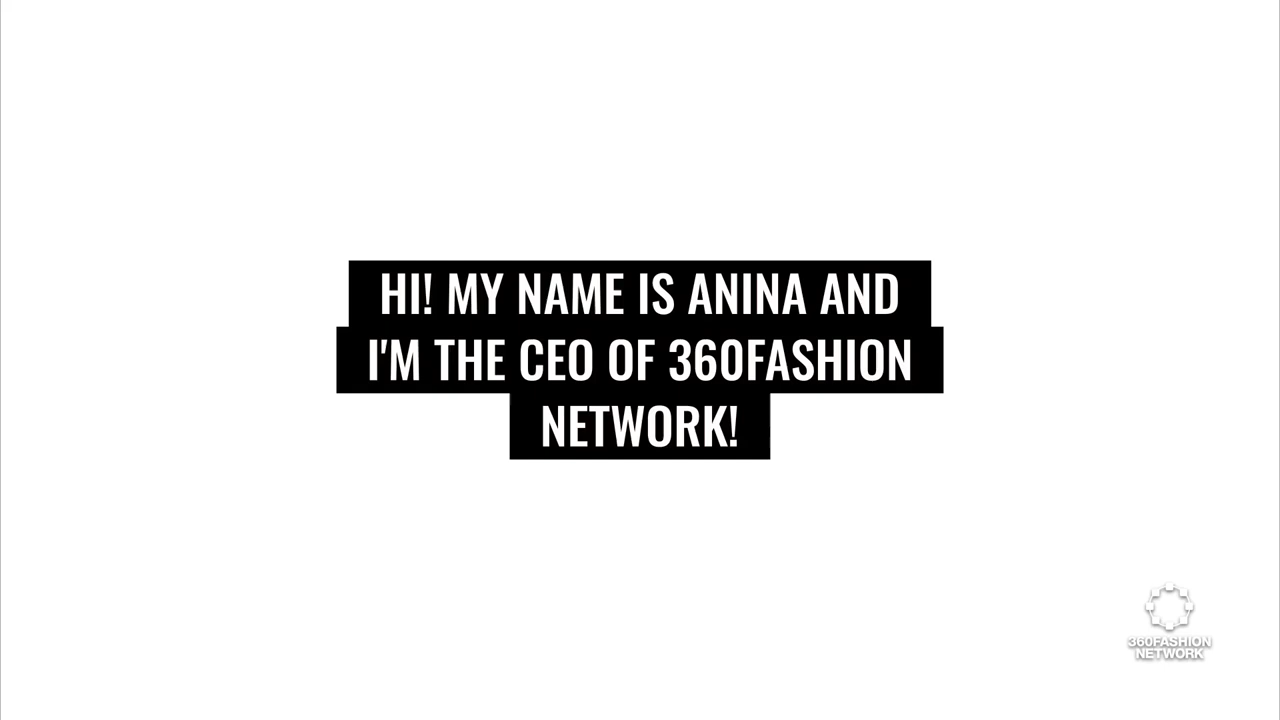 HI! MY NAME IS ANINA AND
I'M THE CEO OF 360FASHION
NETWORK!
360FASHION
NETWORK